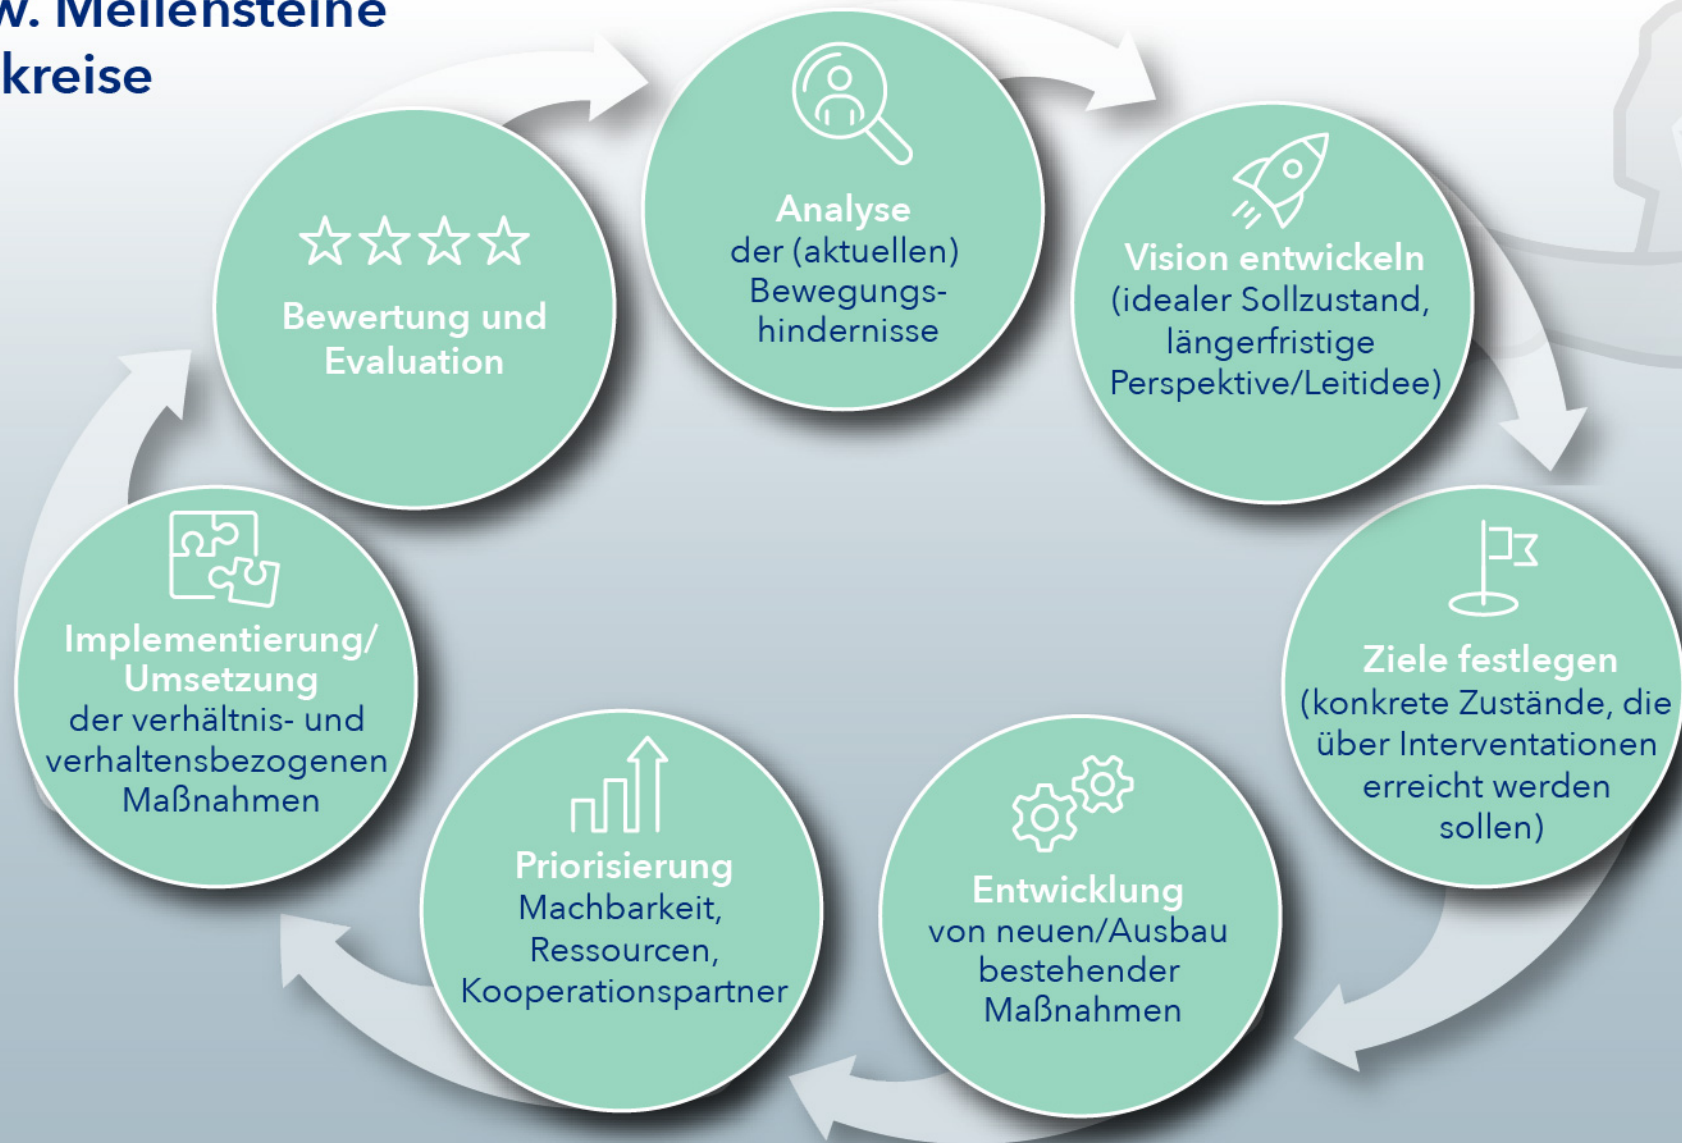 w. Meilensteine
kreise
Analyse
der (aktuellen)
Bewegungs-
hindernisse
Vision entwickeln
(idealer Sollzustand,
längerfristige
Perspektive/Leitidee)
Ziele festlegen
(konkrete Zustände, die
über Interventationen
erreicht werden
sollen)
Entwicklung
von neuen/Ausbau
bestehender
Maßnahmen
Priorisierung
Machbarkeit,
Ressourcen,
Kooperationspartner
Implementierung/
Umsetzung
der verhältnis- und
verhaltensbezogenen
Maßnahmen
Bewertung und
Evaluation